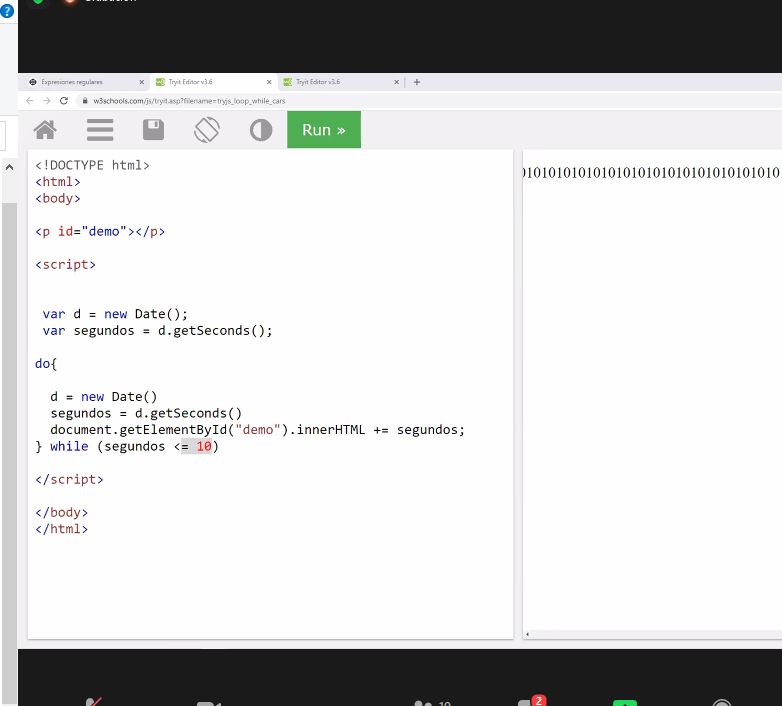 ?
Expresiones regulares
Tryit Editor v3.6
Tryit Editor v3.6
w3schools.com/js/tryit.asp?filename=tryjs_loop_while_cars
Run »
<!DOCTYPE html>
<html>
<body>
<p id="demo"></p>
<script>
var d = new Date();
var segundos = d.getSeconds();
do{
d = new Date()
segundos = d.getSeconds()
document.getElementById("demo").innerHTML += segundos;
} while (segundos <= 10)
</script>
</body>
</html>
2